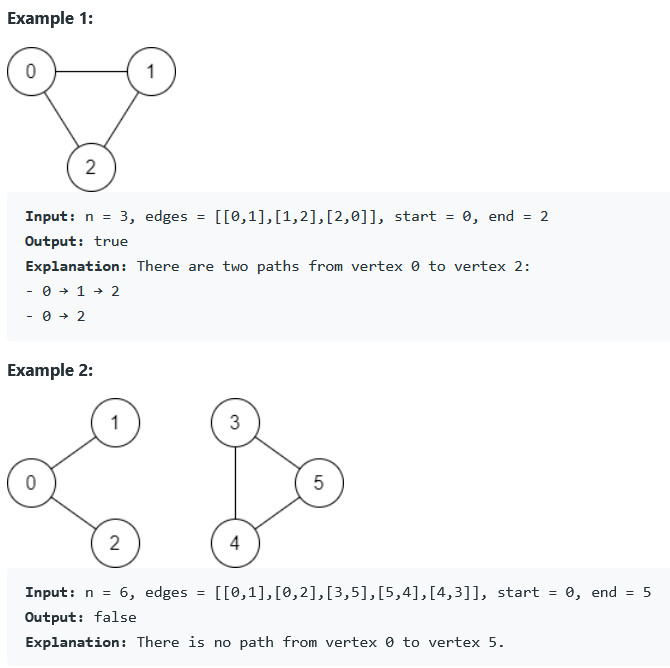 Example 1:
0 1
2
Input: n = 3, edges = [[0,1],[1,2],[2,0]], start = 0, end = 2
Output: true
Explanation: There are two paths from vertex 0 to vertex 2:
- 0 → 1 → 2
- 0 → 2
Example 2:
1 3
0 5
2 4
Input: n = 6, edges = [[0,1],[0,2],[3,5],[5,4],[4,3]], start = 0, end = 5
Output: false
Explanation: There is no path from vertex 0 to vertex 5.